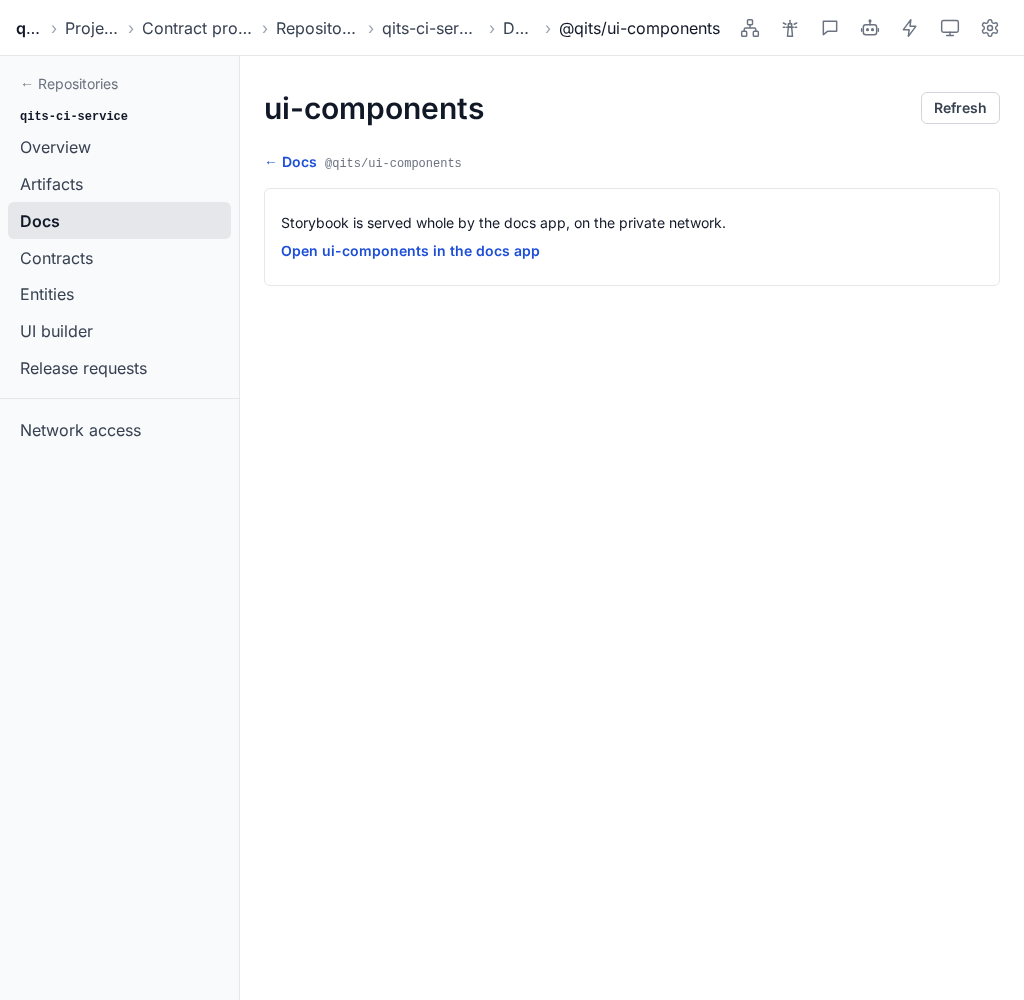 q… › Proje… › Contract pro… › Reposito… › qits-ci-ser… › D… › @qits/ui-components
← Repositories
qits-ci-service
Overview
Artifacts
Docs
Contracts
Entities
UI builder
Release requests
Network access
ui-components
Refresh
← Docs @qits/ui-components
Storybook is served whole by the docs app, on the private network.
Open ui-components in the docs app